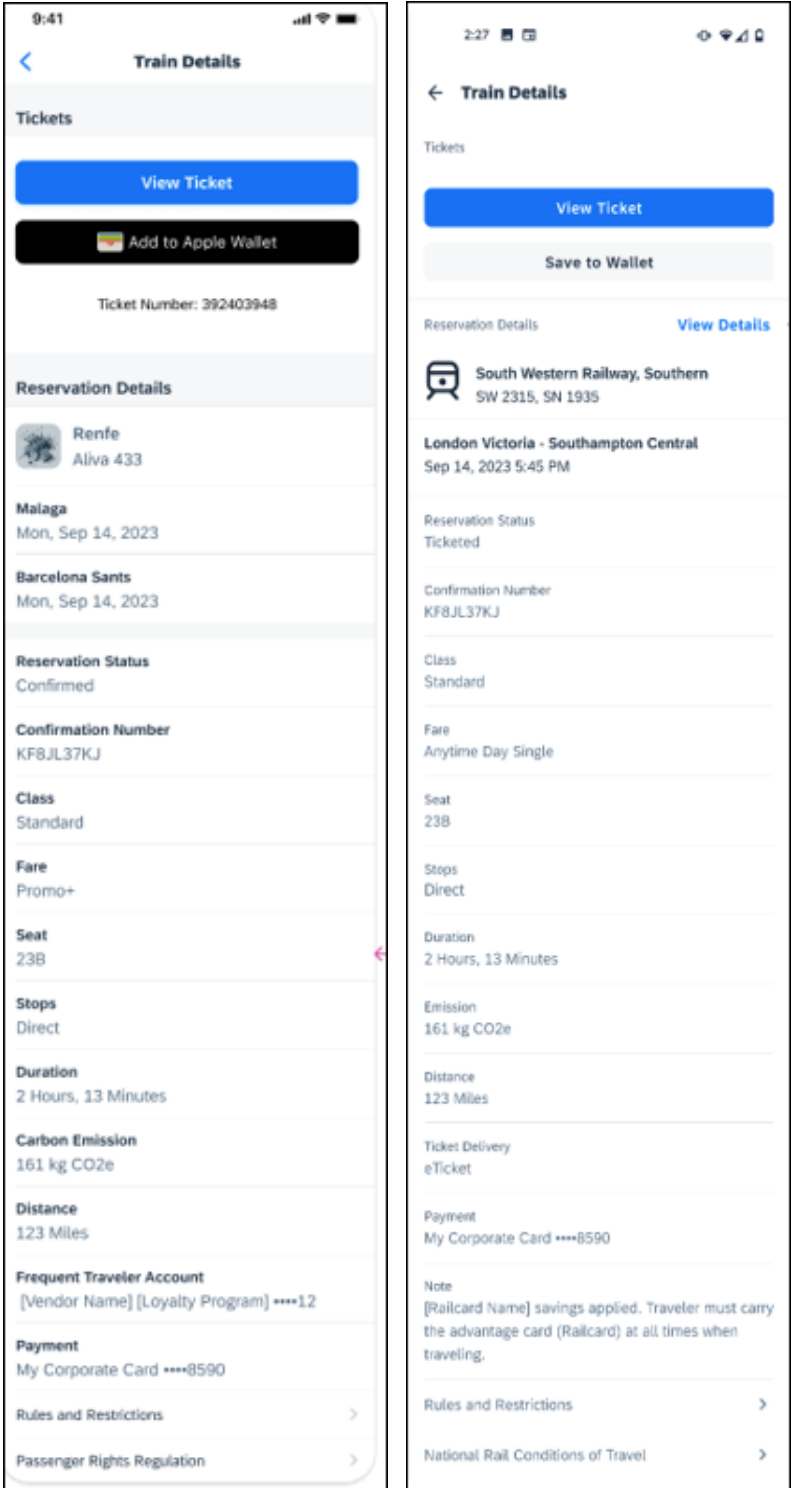 9:41
Train Details
Tickets
View Ticket
Add to Apple Wallet
Ticket Number: 392403948
Reservation Details
Renfe
Aliva 433
Malaga
Mon, Sep 14, 2023
Barcelona Sants
Mon, Sep 14, 2023
Reservation Status
Confirmed
Confirmation Number
KF8JL37KJ
Class
Standard
Fare
Promo+
Seat
23B
Stops
Direct
Duration
2 Hours, 13 Minutes
Carbon Emission
161 kg CO2e
Distance
123 Miles
Frequent Traveler Account
[Vendor Name] [Loyalty Program] ••••12
Payment
My Corporate Card ••••8590
Rules and Restrictions
Passenger Rights Regulation
2:27
Train Details
Tickets
View Ticket
Save to Wallet
Reservation Details View Details
South Western Railway, Southern
SW 2315, SN 1935
London Victoria - Southampton Central
Sep 14, 2023 5:45 PM
Reservation Status
Ticketed
Confirmation Number
KF8JL37KJ
Class
Standard
Fare
Anytime Day Single
Seat
23B
Stops
Direct
Duration
2 Hours, 13 Minutes
Emission
161 kg CO2e
Distance
123 Miles
Ticket Delivery
eTicket
Payment
My Corporate Card ••••8590
Note
[Railcard Name] savings applied. Traveler must carry
the advantage card (Railcard) at all times when
traveling.
Rules and Restrictions
National Rail Conditions of Travel